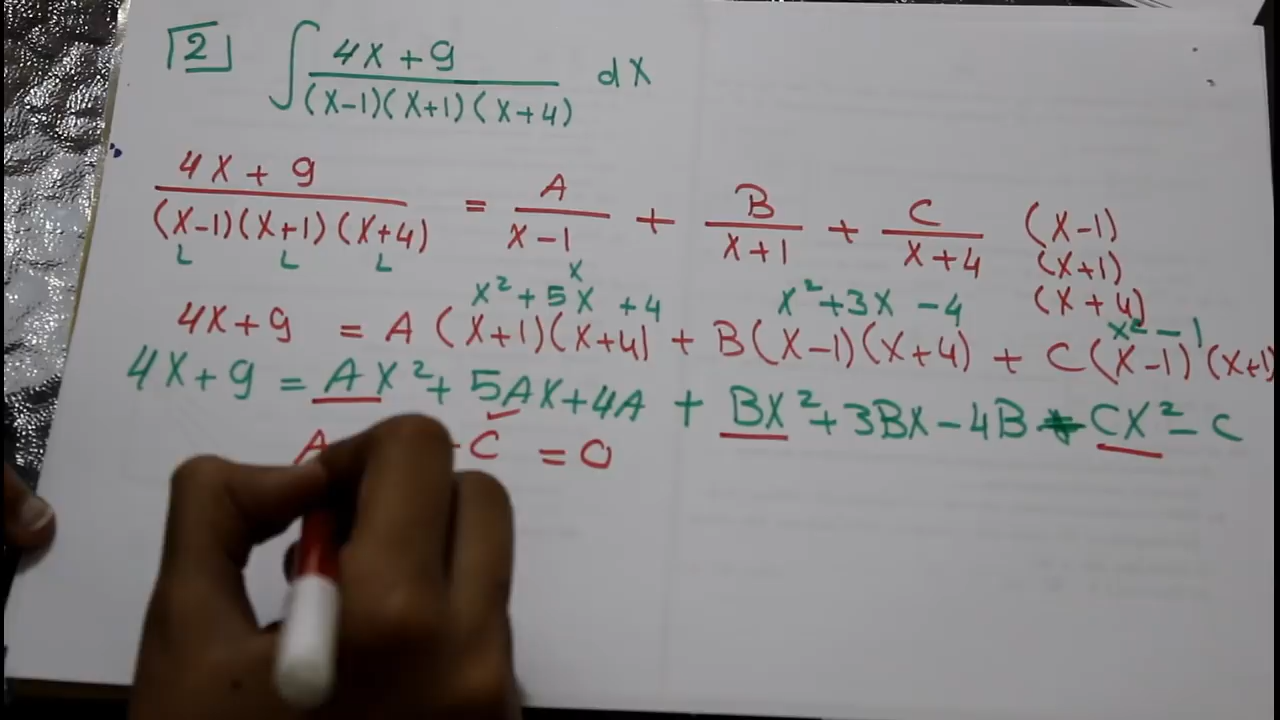 2 ∫ 4X + 9 / (X-1)(X+1)(X+4) dX
4X + 9 / (X-1)(X+1)(X+4) = A / X-1 + B / X+1 + C / X+4 (X-1)
(X+1)
L L L X (X+4)
X² + 5X + 4 X² + 3X - 4 X² - 1
4X + 9 = A (X+1)(X+4) + B(X-1)(X+4) + C(X-1)(X+1)
4X + 9 = AX² + 5AX + 4A + BX² + 3BX - 4B + CX² - C
A C = 0